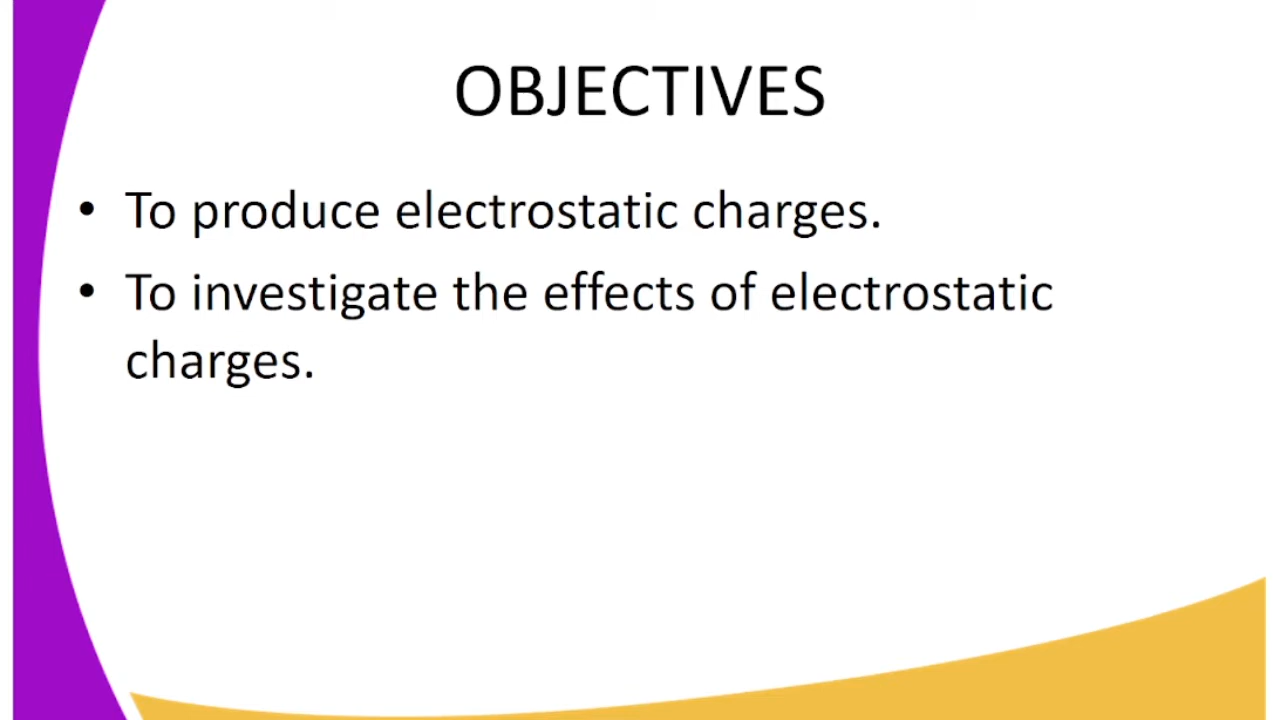 OBJECTIVES
• To produce electrostatic charges.
• To investigate the effects of electrostatic
charges.